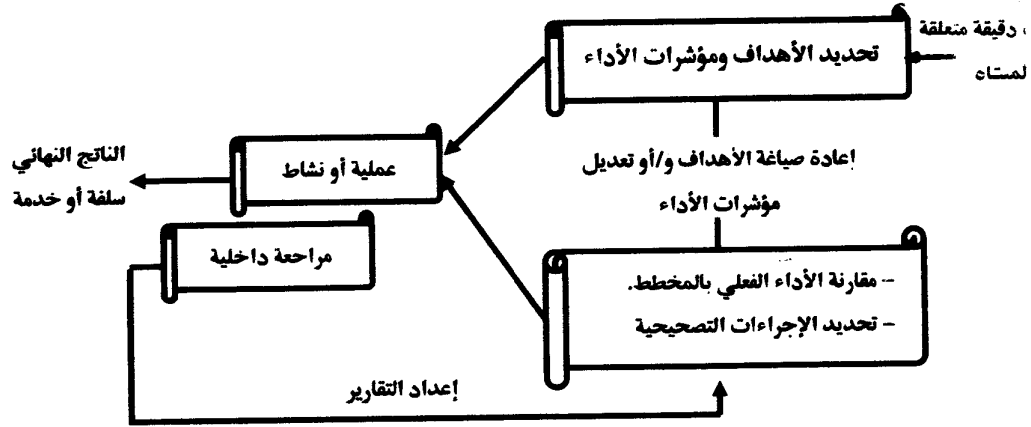 دقيقة متعلقة
تحديد الأهداف ومؤشرات الأداء
إعادة صياغة الأهداف و/أو تعديل
مؤشرات الأداء
عملية أو نشاط
الناتج النهائي
سلفة أو خدمة
مراجعة داخلية
– مقارنة الأداء الفعلي بالمخطط.
– تحديد الإجراءات التصحيحية
إعداد التقارير